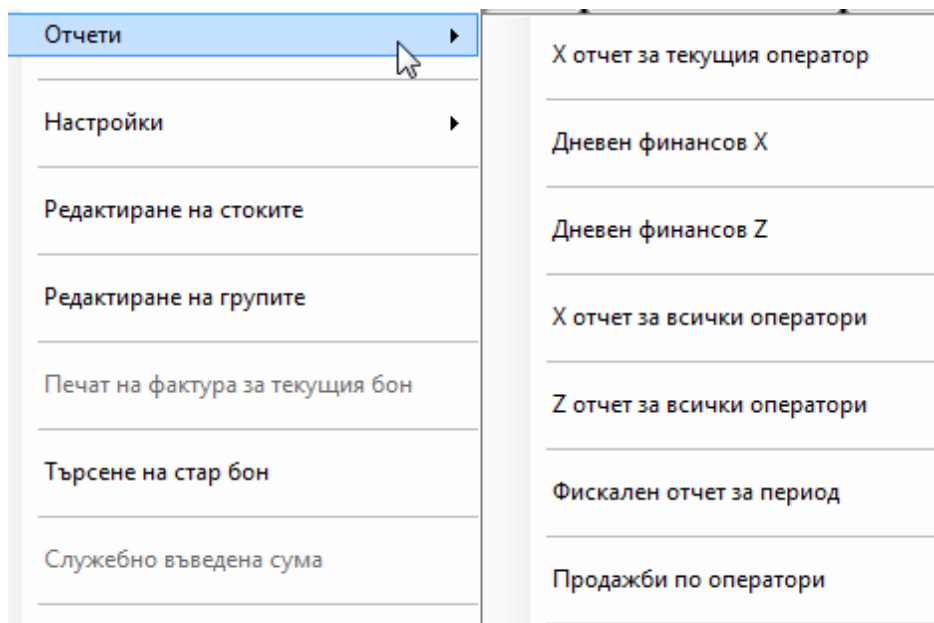 Отчети
Настройки
Редактиране на стоките
Редактиране на групите
Печат на фактура за текущия бон
Търсене на стар бон
Служебно въведена сума
X отчет за текущия оператор
Дневен финансов X
Дневен финансов Z
X отчет за всички оператори
Z отчет за всички оператори
Фискален отчет за период
Продажби по оператори